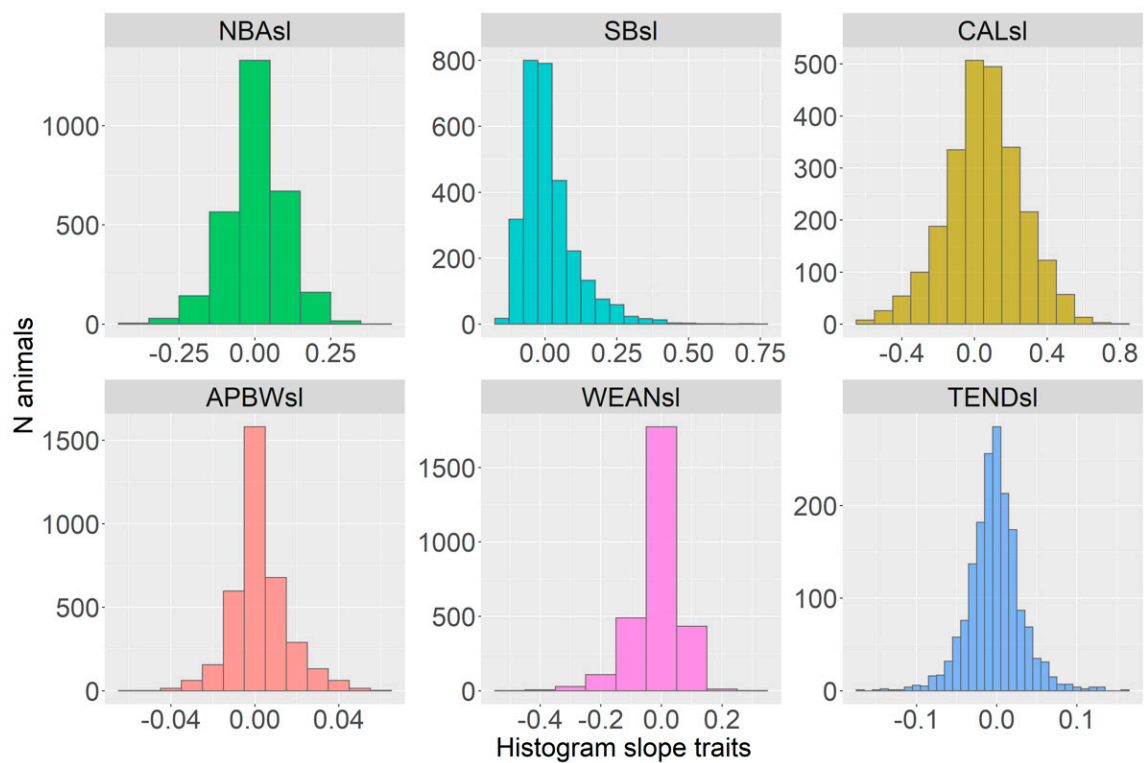 NBAsl
SBsl
CALsl
1000
500
0
-0.25 0.00 0.25
800
600
400
200
0
0.00 0.25 0.50 0.75
500
400
300
200
100
0
-0.4 0.0 0.4 0.8
N animals
APBWsl
WEANsl
TENDsl
1500
1000
500
0
-0.04 0.00 0.04
1500
1000
500
0
-0.4 -0.2 0.0 0.2
200
100
0
-0.1 0.0 0.1
Histogram slope traits